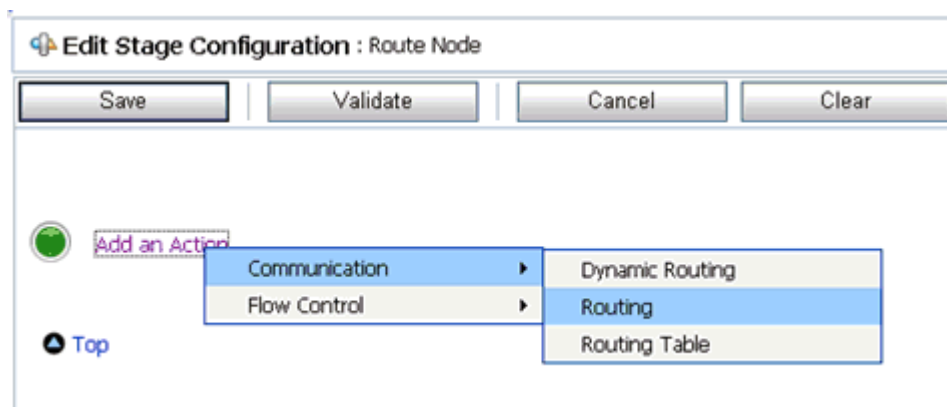 Edit Stage Configuration : Route Node
Save Validate Cancel Clear
Add an Action
Communication Dynamic Routing
Flow Control Routing
Top Routing Table